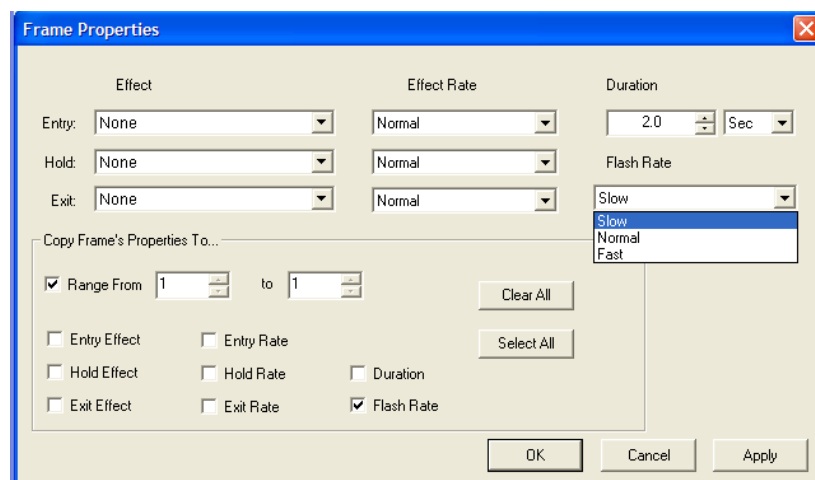 Frame Properties
Effect Effect Rate Duration
Entry: None Normal 2.0 Sec
Hold: None Normal Flash Rate
Exit: None Normal Slow
Slow
Normal
Fast
Copy Frame's Properties To...
Range From 1 to 1 Clear All
Entry Effect Entry Rate Select All
Hold Effect Hold Rate Duration
Exit Effect Exit Rate Flash Rate
OK Cancel Apply